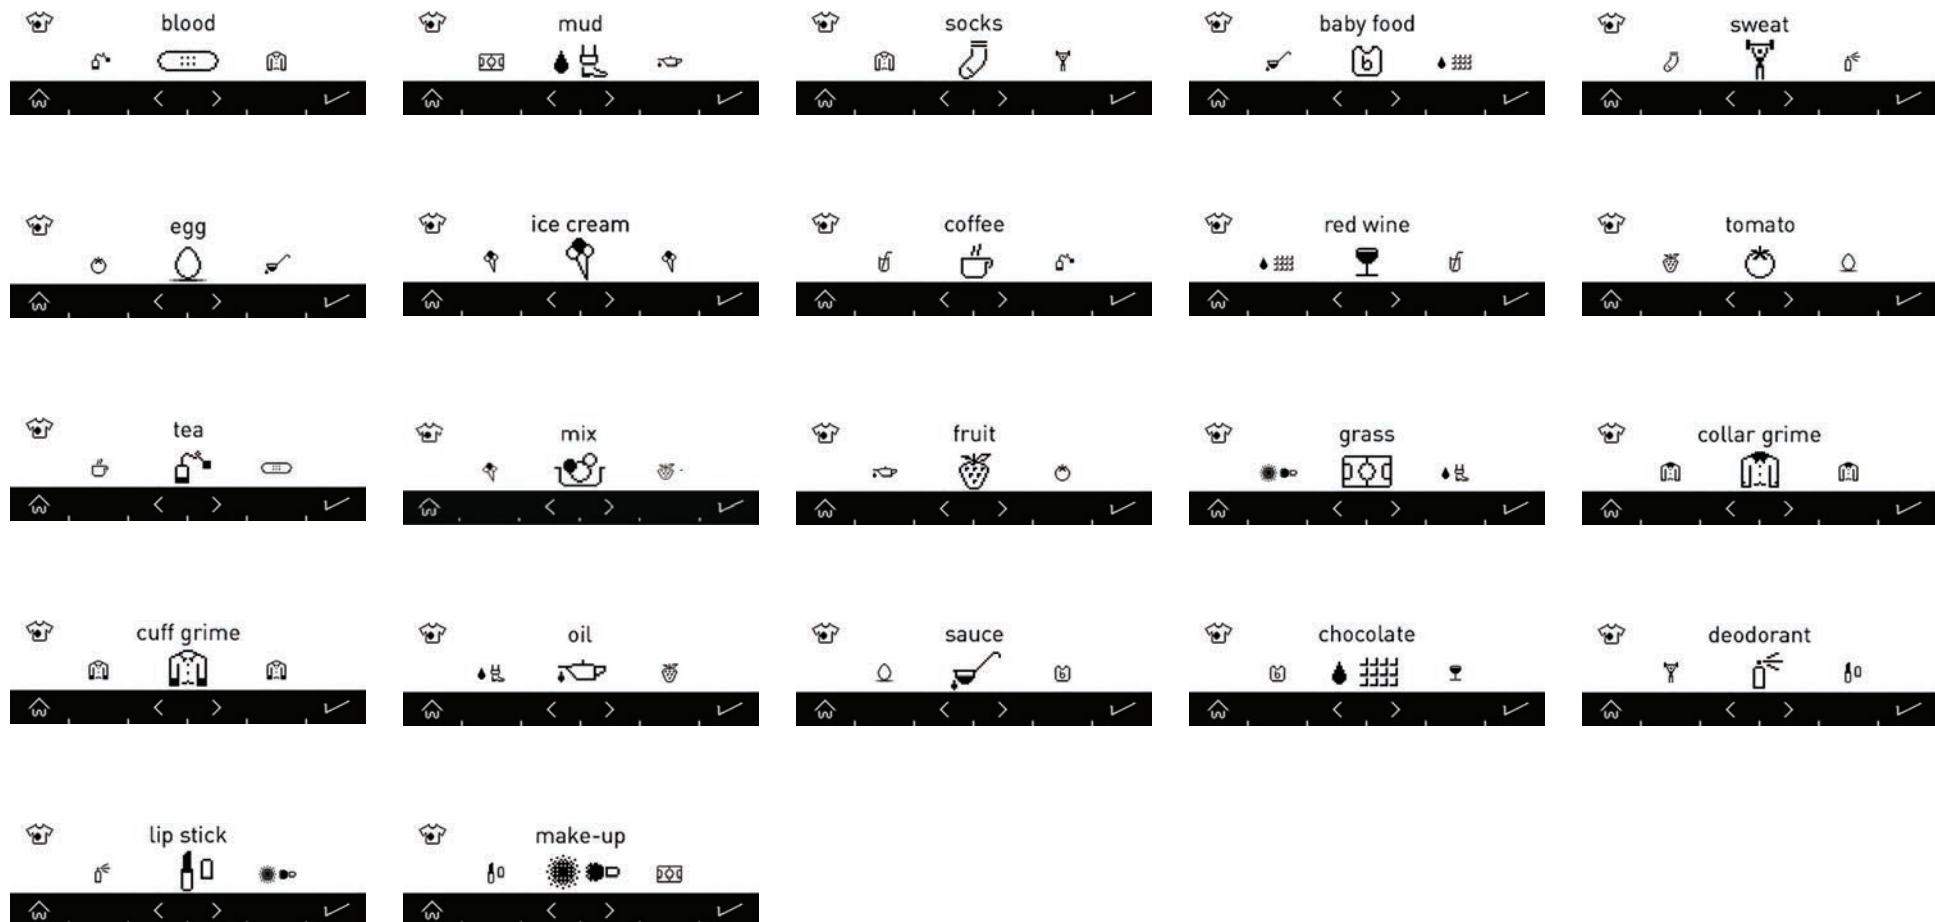 blood
mud
socks
baby food
sweat
egg
ice cream
coffee
red wine
tomato
tea
mix
fruit
grass
collar grime
cuff grime
oil
sauce
chocolate
deodorant
lip stick
make-up